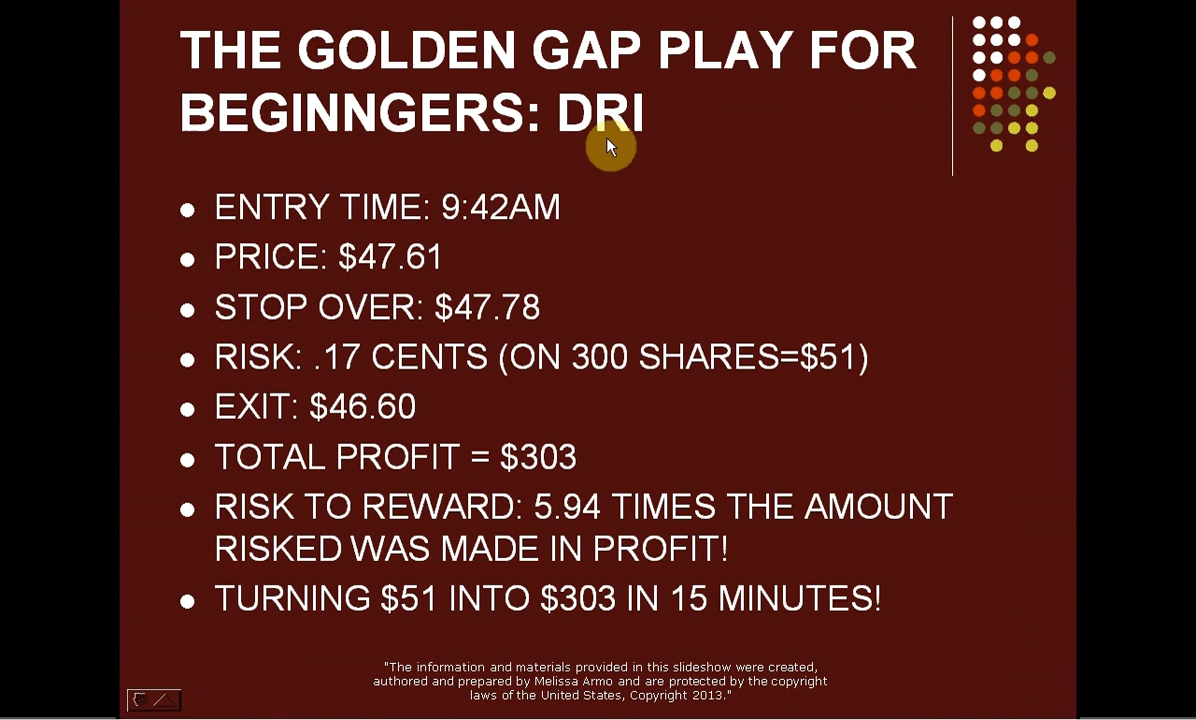 THE GOLDEN GAP PLAY FOR
BEGINNGERS: DRI
ENTRY TIME: 9:42AM
PRICE: $47.61
STOP OVER: $47.78
RISK: .17 CENTS (ON 300 SHARES=$51)
EXIT: $46.60
TOTAL PROFIT = $303
RISK TO REWARD: 5.94 TIMES THE AMOUNT
RISKED WAS MADE IN PROFIT!
TURNING $51 INTO $303 IN 15 MINUTES!
"The information and materials provided in this slideshow were created,
authored and prepared by Melissa Armo and are protected by the copyright
laws of the United States, Copyright 2013."